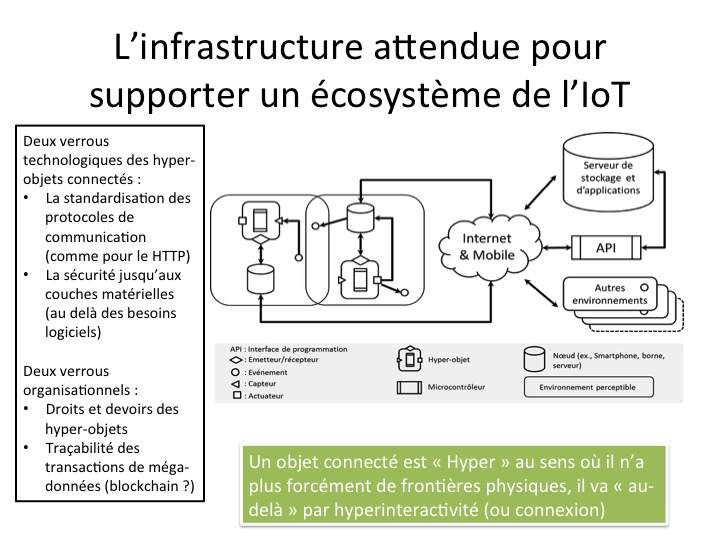 L’infrastructure attendue pour
supporter un écosystème de l’IoT
Deux verrous
technologiques des hyper-
objets connectés :
• La standardisation des
protocoles de
communication
(comme pour le HTTP)
• La sécurité jusqu’aux
couches matérielles
(au delà des besoins
logiciels)
Deux verrous
organisationnels :
• Droits et devoirs des
hyper-objets
• Traçabilité des
transactions de méga-
données (blockchain ?)
Internet
& Mobile
Serveur de
stockage et
d’applications
API
Autres
environnements
API : Interface de programmation
: Emetteur/récepteur
: Evénement
: Capteur
: Actuateur
Hyper-objet
Microcontrôleur
Nœud (ex., Smartphone, borne,
serveur)
Environnement perceptible
Un objet connecté est « Hyper » au sens où il n’a
plus forcément de frontières physiques, il va « au-
delà » par hyperinteractivité (ou connexion)